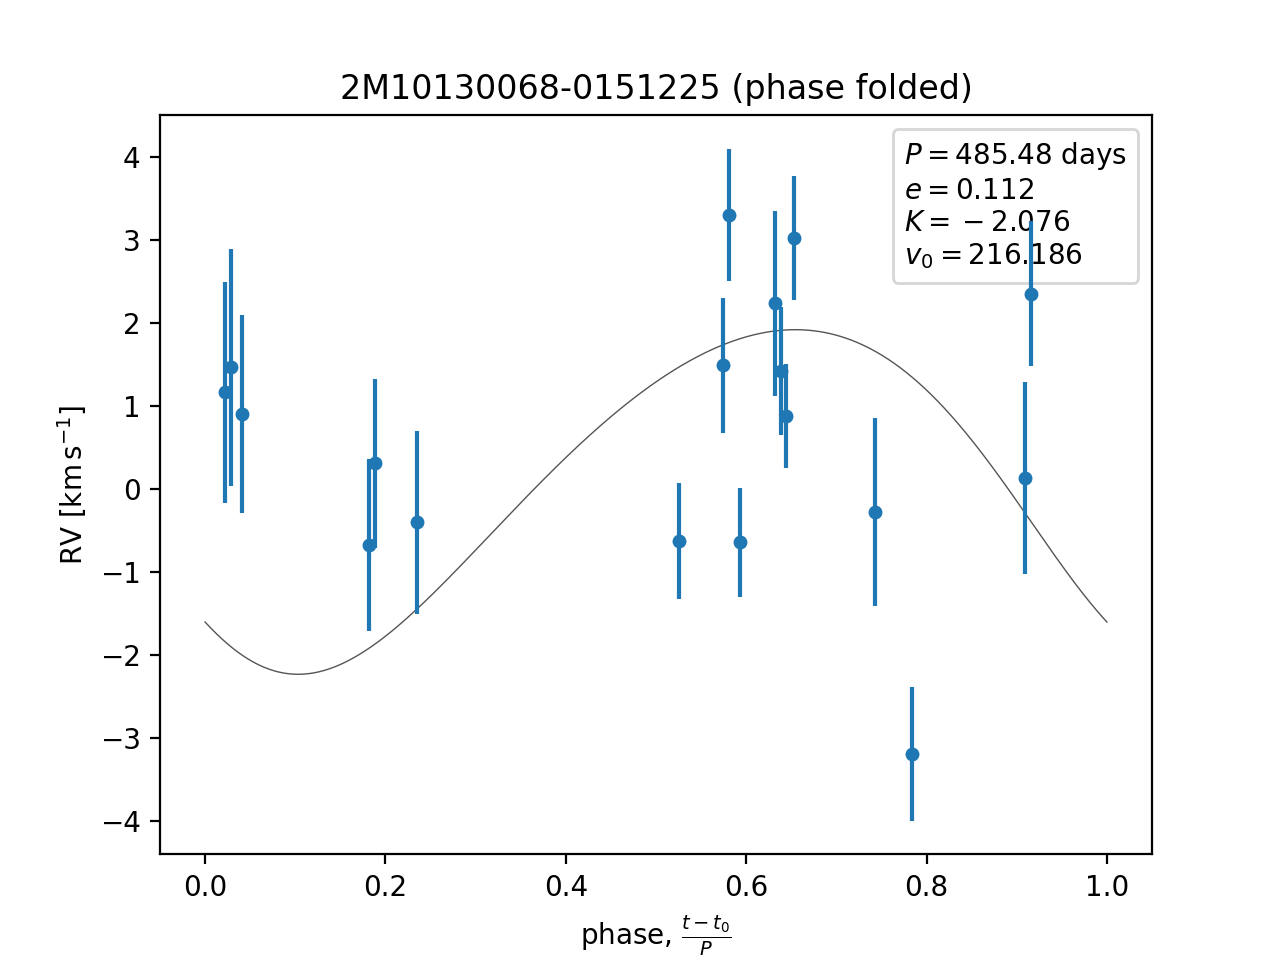 2M10130068-0151225 (phase folded)
P = 485.48 days
e = 0.112
K = −2.076
v₀ = 216.186
4
3
2
1
0
−1
−2
−3
−4
RV [km s⁻¹]
0.0 0.2 0.4 0.6 0.8 1.0
phase, (t − t₀)/P